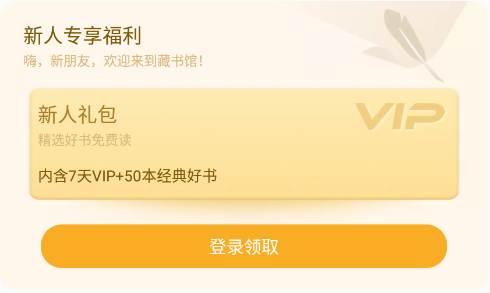 新人专享福利
嗨，新朋友，欢迎来到藏书馆！
新人礼包
VIP
精选好书免费读
内含7天VIP+50本经典好书
登录领取